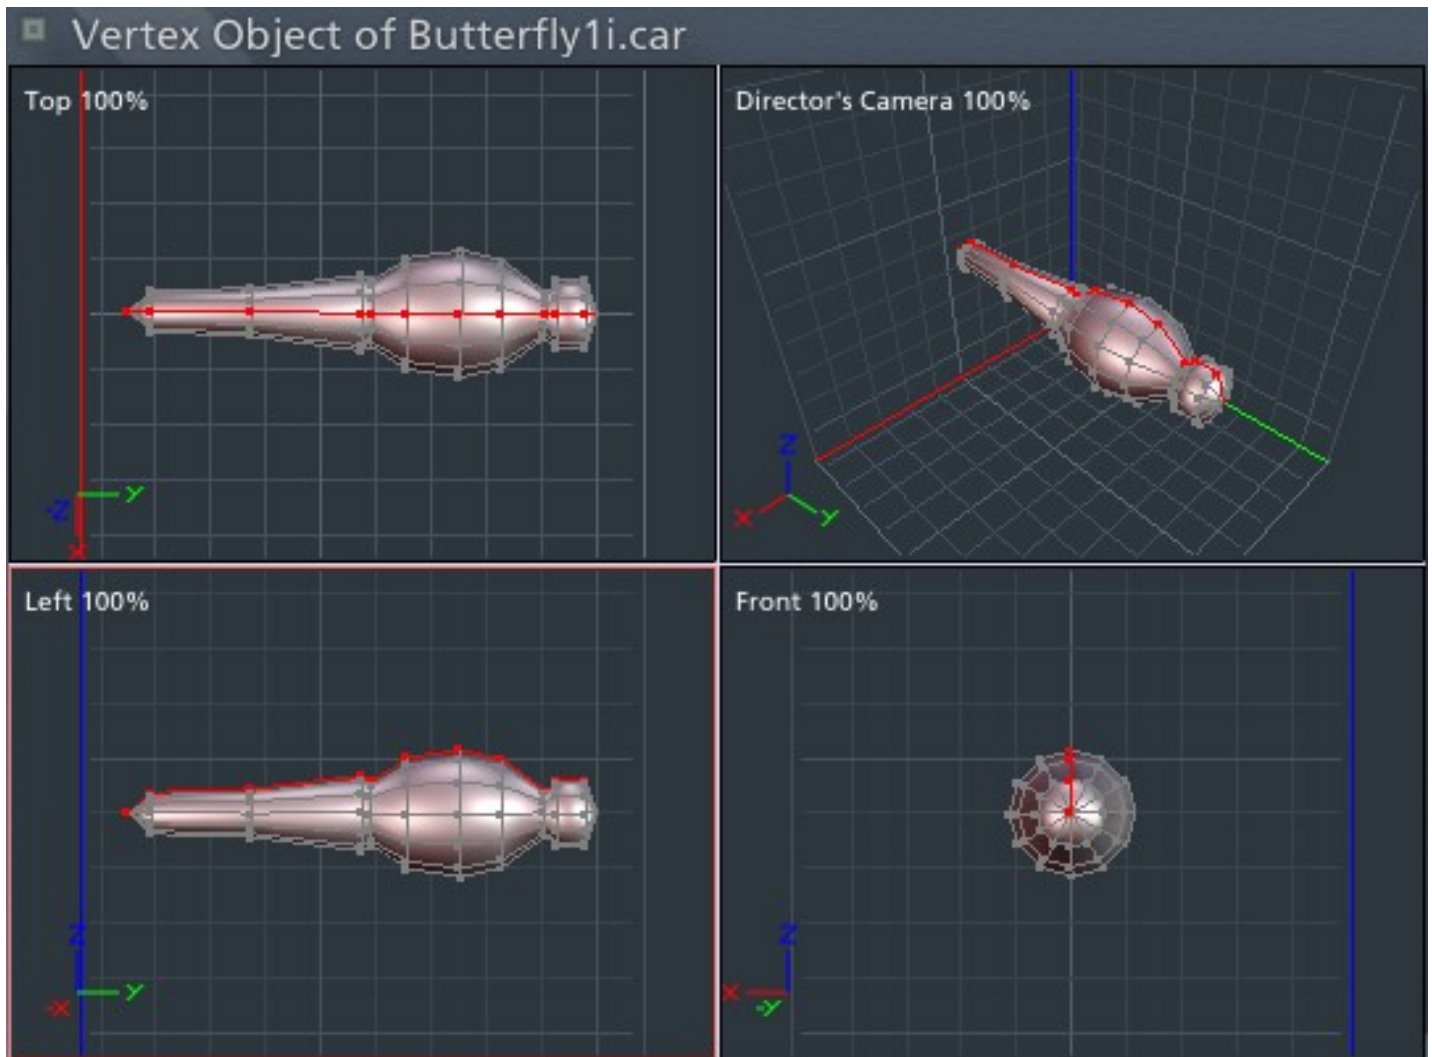 Vertex Object of Butterfly1i.car
Top 100%
Director's Camera 100%
-Z
Y
X
Z
X
Y
Left 100%
Front 100%
Z
Y
-X
Z
X
-Y